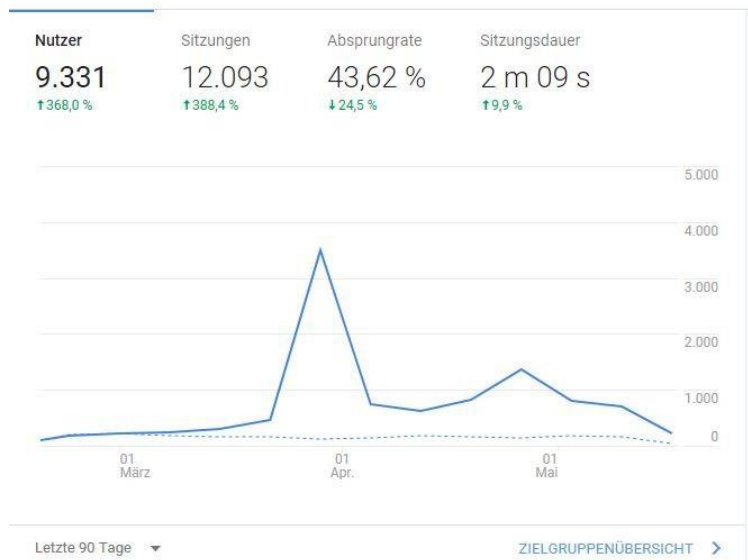 Nutzer Sitzungen Absprungrate Sitzungsdauer
9.331 12.093 43,62 % 2 m 09 s
↑368,0 % ↑388,4 % ↓24,5 % ↑9,9 %
5.000
4.000
3.000
2.000
1.000
0
01 01 01
März Apr. Mai
Letzte 90 Tage ZIELGRUPPENÜBERSICHT